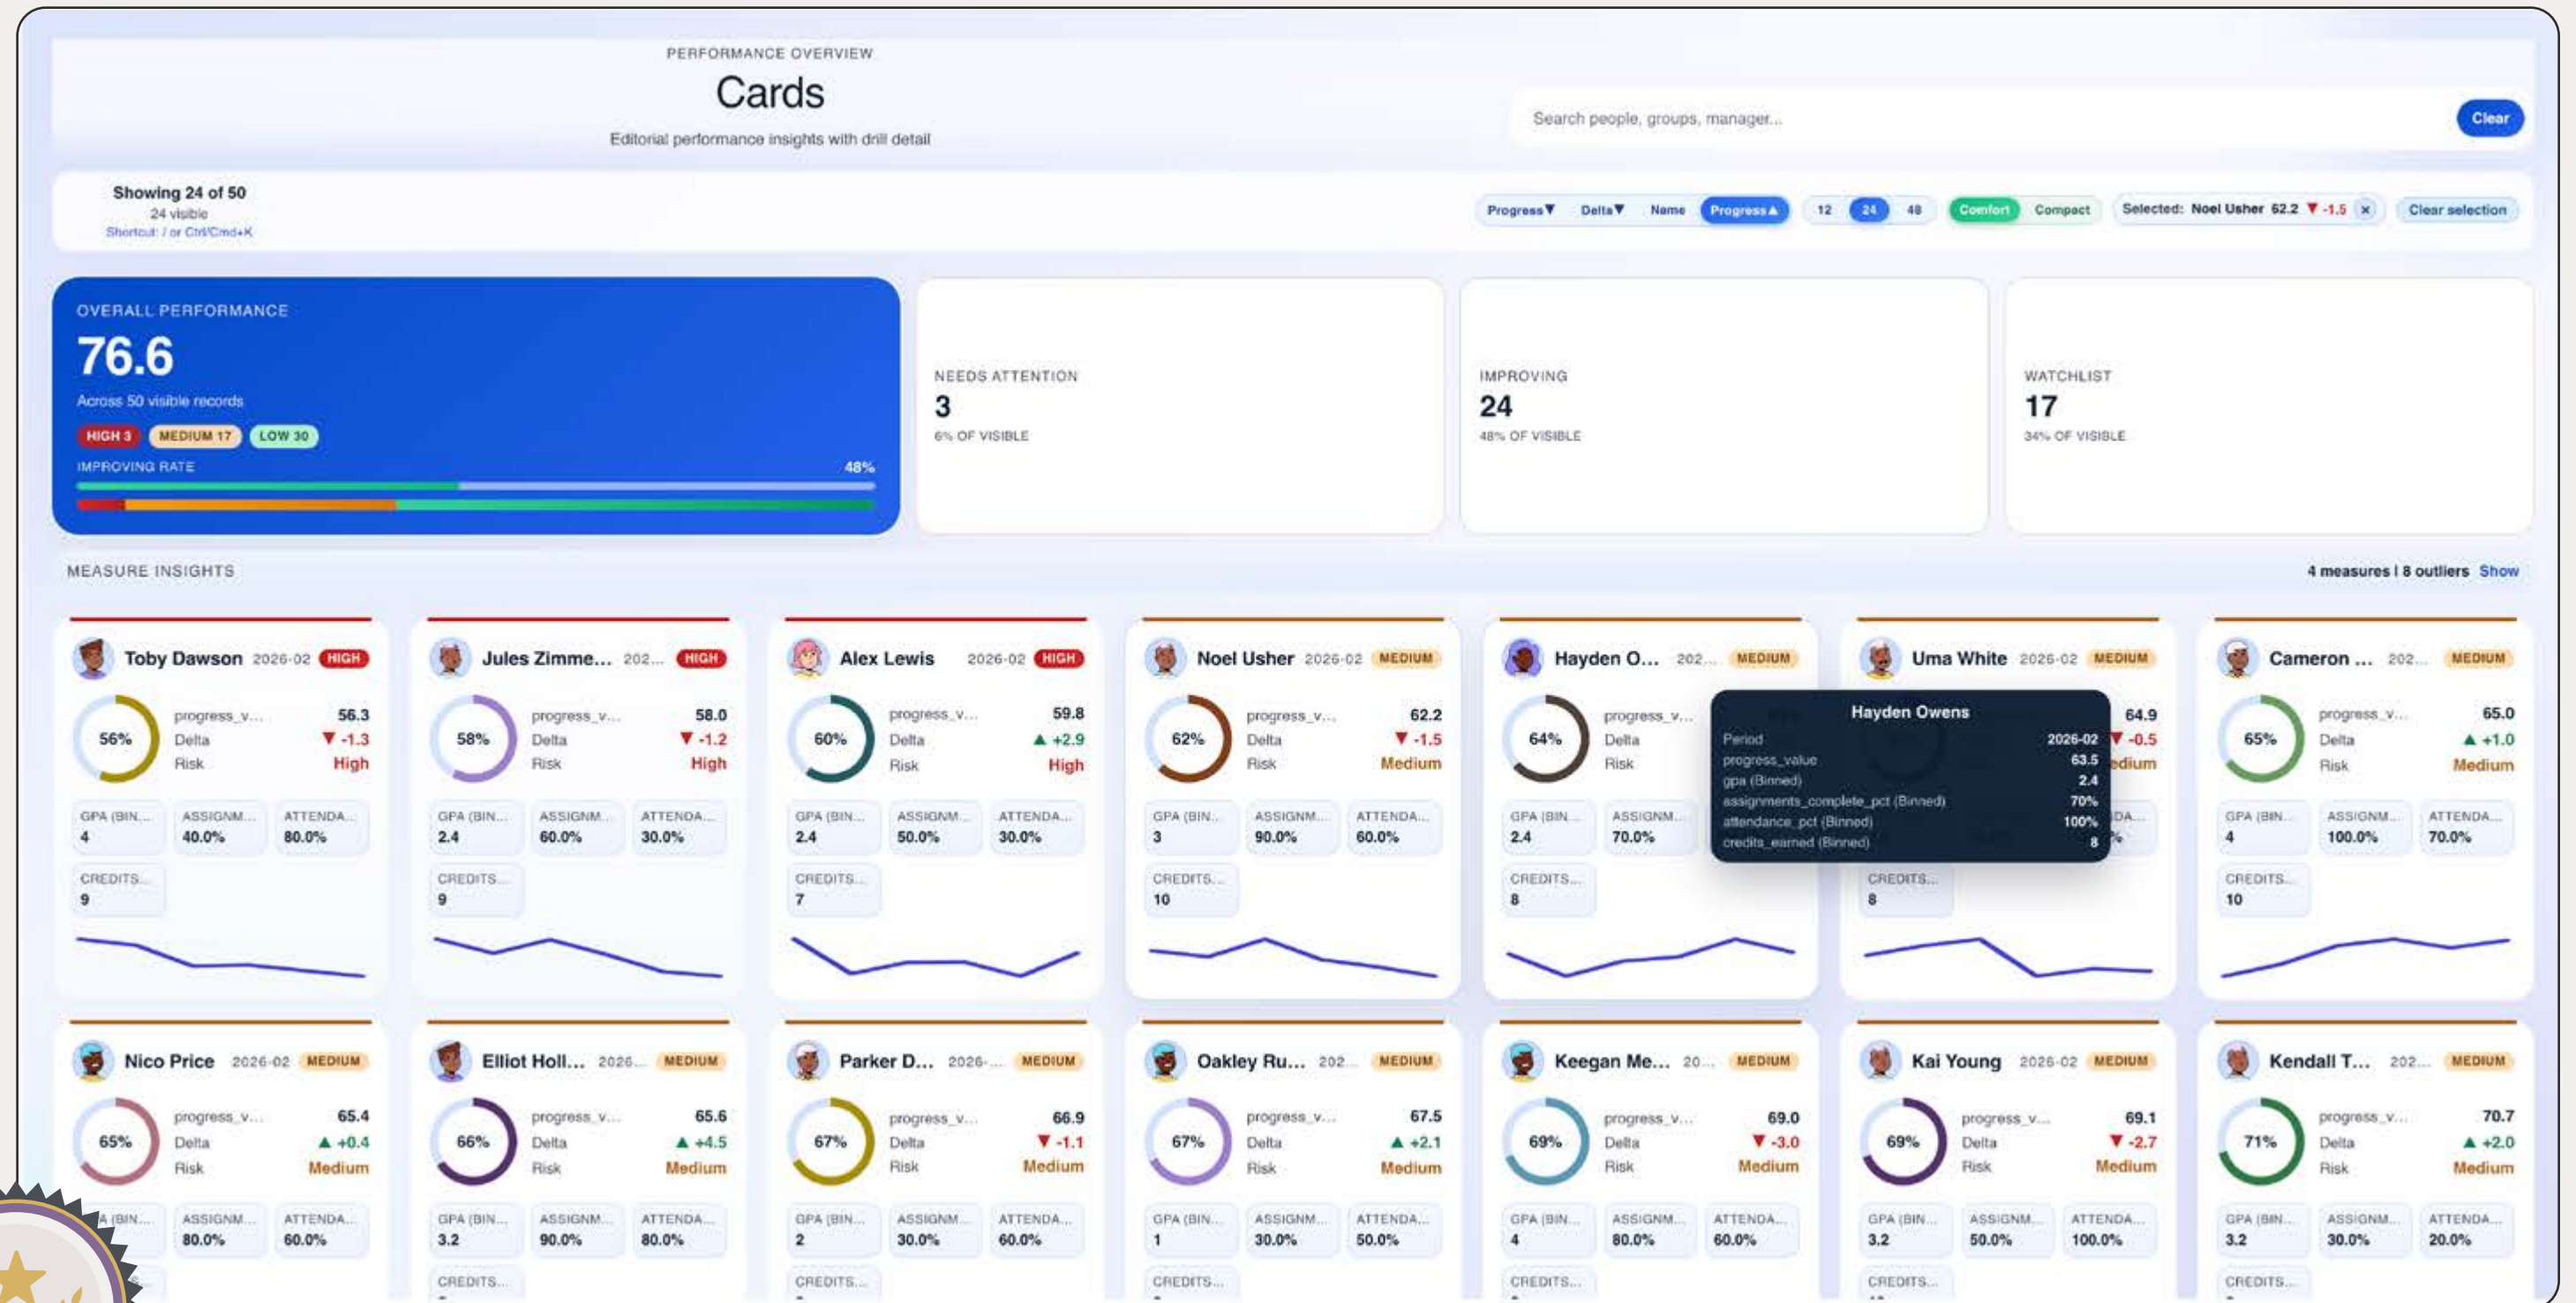 PERFORMANCE OVERVIEW
Cards
Editorial performance insights with drill detail
Search people, groups, manager...
Clear
Showing 24 of 50
24 visible
Shortcut: / or Ctrl/Cmd+K
Progress▼ Delta▼ Name Progress▲ 12 24 48 Comfort Compact Selected: Noel Usher 62.2 ▼ -1.5 × Clear selection
OVERALL PERFORMANCE
76.6
Across 50 visible records
HIGH 3 MEDIUM 17 LOW 30
IMPROVING RATE 48%
NEEDS ATTENTION
3
6% OF VISIBLE
IMPROVING
24
48% OF VISIBLE
WATCHLIST
17
34% OF VISIBLE
MEASURE INSIGHTS
4 measures | 8 outliers Show
Toby Dawson 2026-02 HIGH
56%
progress_v... 56.3
Delta ▼ -1.3
Risk High
GPA (BIN... ASSIGNM... ATTENDA...
4 40.0% 80.0%
CREDITS...
9
Jules Zimme... 202... HIGH
58%
progress_v... 58.0
Delta ▼ -1.2
Risk High
GPA (BIN... ASSIGNM... ATTENDA...
2.4 60.0% 30.0%
CREDITS...
9
Alex Lewis 2026-02 HIGH
60%
progress_v... 59.8
Delta ▲ +2.9
Risk High
GPA (BIN... ASSIGNM... ATTENDA...
2.4 50.0% 30.0%
CREDITS...
7
Noel Usher 2026-02 MEDIUM
62%
progress_v... 62.2
Delta ▼ -1.5
Risk Medium
GPA (BIN... ASSIGNM... ATTENDA...
3 90.0% 60.0%
CREDITS...
10
Hayden O... 202... MEDIUM
64%
progress_v...
Delta
Risk
GPA (BIN... ASSIGNM...
2.4 70.0%
CREDITS...
8
Hayden Owens
Period 2026-02
progress_value 63.5
gpa (Binned) 2.4
assignments_complete_pct (Binned) 70%
attendance_pct (Binned) 100%
credits_earned (Binned) 8
Uma White 2026-02 MEDIUM
64.9
▼ -0.5
edium
DA...
%
CREDITS...
8
Cameron ... 202... MEDIUM
65%
progress_v... 65.0
Delta ▲ +1.0
Risk Medium
GPA (BIN... ASSIGNM... ATTENDA...
4 100.0% 70.0%
CREDITS...
10
Nico Price 2026-02 MEDIUM
65%
progress_v... 65.4
Delta ▲ +0.4
Risk Medium
A (BIN... ASSIGNM... ATTENDA...
80.0% 60.0%
Elliot Holl... 2026... MEDIUM
66%
progress_v... 65.6
Delta ▲ +4.5
Risk Medium
GPA (BIN... ASSIGNM... ATTENDA...
3.2 90.0% 80.0%
CREDITS...
Parker D... 2026-... MEDIUM
67%
progress_v... 66.9
Delta ▼ -1.1
Risk Medium
GPA (BIN... ASSIGNM... ATTENDA...
2 30.0% 60.0%
CREDITS...
Oakley Ru... 202... MEDIUM
67%
progress_v... 67.5
Delta ▲ +2.1
Risk Medium
GPA (BIN... ASSIGNM... ATTENDA...
1 30.0% 50.0%
CREDITS...
Keegan Me... 20... MEDIUM
69%
progress_v... 69.0
Delta ▼ -3.0
Risk Medium
GPA (BIN... ASSIGNM... ATTENDA...
4 80.0% 60.0%
CREDITS...
Kai Young 2026-02 MEDIUM
69%
progress_v... 69.1
Delta ▼ -2.7
Risk Medium
GPA (BIN... ASSIGNM... ATTENDA...
3.2 50.0% 100.0%
CREDITS...
Kendall T... 202... MEDIUM
71%
progress_v... 70.7
Delta ▲ +2.0
Risk Medium
GPA (BIN... ASSIGNM... ATTENDA...
3.2 30.0% 20.0%
CREDITS...